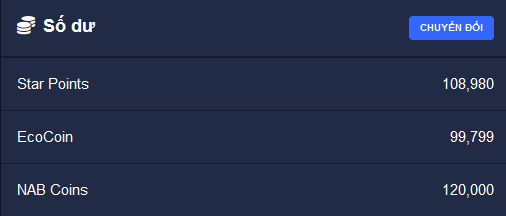 Số dư
CHUYỂN ĐỔI
Star Points 108,980
EcoCoin 99,799
NAB Coins 120,000